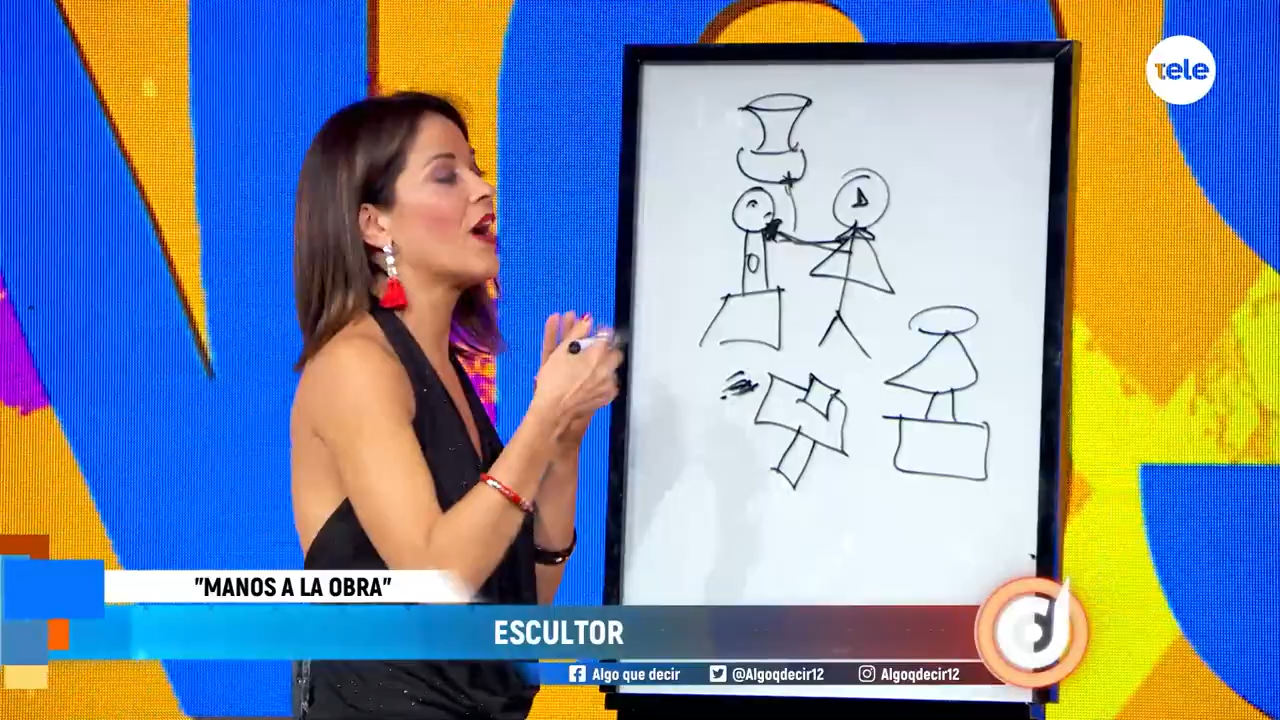 Tele
"MANOS A LA OBRA"
ESCULTOR
Algo que decir
@Algoqdecir12
Algoqdecir12